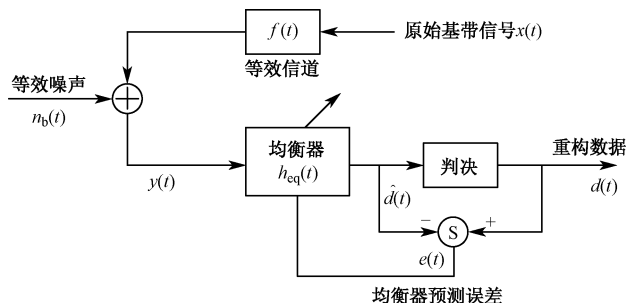 f(t)
原始基带信号x(t)
等效信道
等效噪声
n_b(t)
y(t)
均衡器
h_eq(t)
判决
重构数据
d̂(t)
d(t)
−
S
+
e(t)
均衡器预测误差